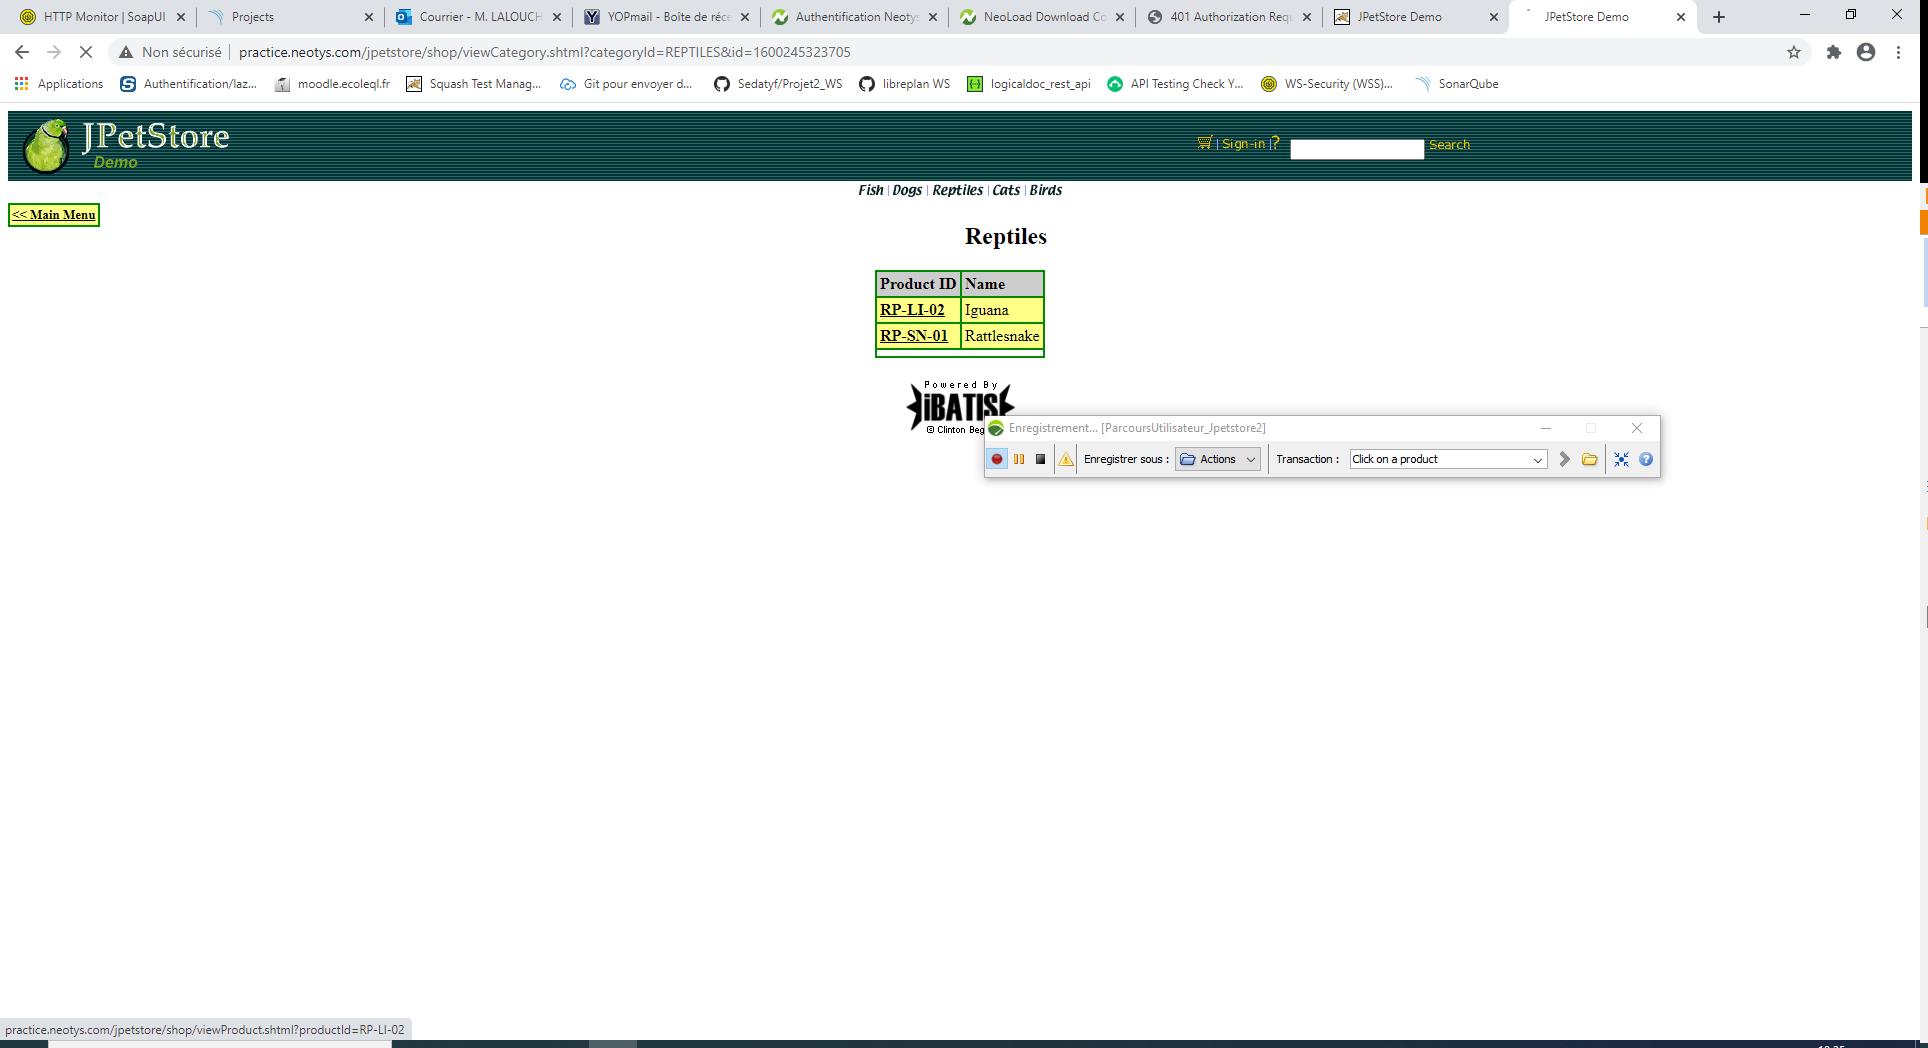 HTTP Monitor | SoapUI
Projects
Courrier - M. LALOUCH
YOPmail - Boîte de réce
Authentification Neotys
NeoLoad Download Co
401 Authorization Requ
JPetStore Demo
JPetStore Demo
Non sécurisé practice.neotys.com/jpetstore/shop/viewCategory.shtml?categoryId=REPTILES&id=1600245323705
Applications Authentification/laz... moodle.ecoleql.fr Squash Test Manag... Git pour envoyer d... Sedatyf/Projet2_WS libreplan WS logicaldoc_rest_api API Testing Check Y... WS-Security (WSS)... SonarQube
JPetStore
Demo
| Sign-in | ? Search
Fish | Dogs | Reptiles | Cats | Birds
<< Main Menu
Reptiles
Product ID Name
RP-LI-02 Iguana
RP-SN-01 Rattlesnake
Powered By
iBATIS
© Clinton Beg
Enregistrement... [ParcoursUtilisateur_Jpetstore2]
Enregistrer sous : Actions Transaction : Click on a product
practice.neotys.com/jpetstore/shop/viewProduct.shtml?productId=RP-LI-02